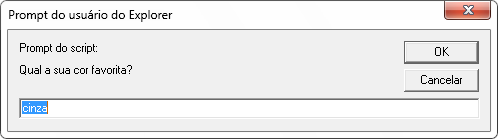 Prompt do usuário do Explorer
Prompt do script:
OK
Qual a sua cor favorita?
Cancelar
cinza